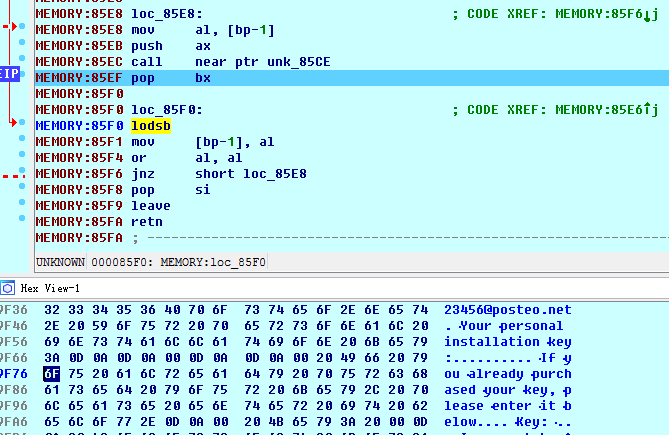 MEMORY:85E8 loc_85E8: ; CODE XREF: MEMORY:85F6↓j
MEMORY:85E8 mov al, [bp-1]
MEMORY:85EB push ax
MEMORY:85EC call near ptr unk_85CE
EIP MEMORY:85EF pop bx
MEMORY:85F0
MEMORY:85F0 loc_85F0: ; CODE XREF: MEMORY:85E6↑j
MEMORY:85F0 lodsb
MEMORY:85F1 mov [bp-1], al
MEMORY:85F4 or al, al
MEMORY:85F6 jnz short loc_85E8
MEMORY:85F8 pop si
MEMORY:85F9 leave
MEMORY:85FA retn
MEMORY:85FA ; ---------------------------------------------------------------
UNKNOWN 000085F0: MEMORY:loc_85F0
Hex View-1
9F36 32 33 34 35 36 40 70 6F 73 74 65 6F 2E 6E 65 74 23456@posteo.net
9F46 2E 20 59 6F 75 72 20 70 65 72 73 6F 6E 61 6C 20 . Your personal
9F56 69 6E 73 74 61 6C 6C 61 74 69 6F 6E 20 6B 65 79 installation key
9F66 3A 0D 0A 0D 0A 00 0D 0A 0D 0A 00 20 49 66 20 79 :.......... If y
9F76 6F 75 20 61 6C 72 65 61 64 79 20 70 75 72 63 68 ou already purch
9F86 61 73 65 64 20 79 6F 75 72 20 6B 65 79 2C 20 70 ased your key, p
9F96 6C 65 61 73 65 20 65 6E 74 65 72 20 69 74 20 62 lease enter it b
9FA6 65 6C 6F 77 2E 0D 0A 00 20 4B 65 79 3A 20 00 0D elow.... Key: ..